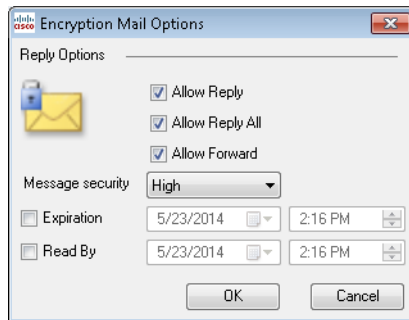 cisco Encryption Mail Options
Reply Options
Allow Reply
Allow Reply All
Allow Forward
Message security High
Expiration 5/23/2014 2:16 PM
Read By 5/23/2014 2:16 PM
OK Cancel